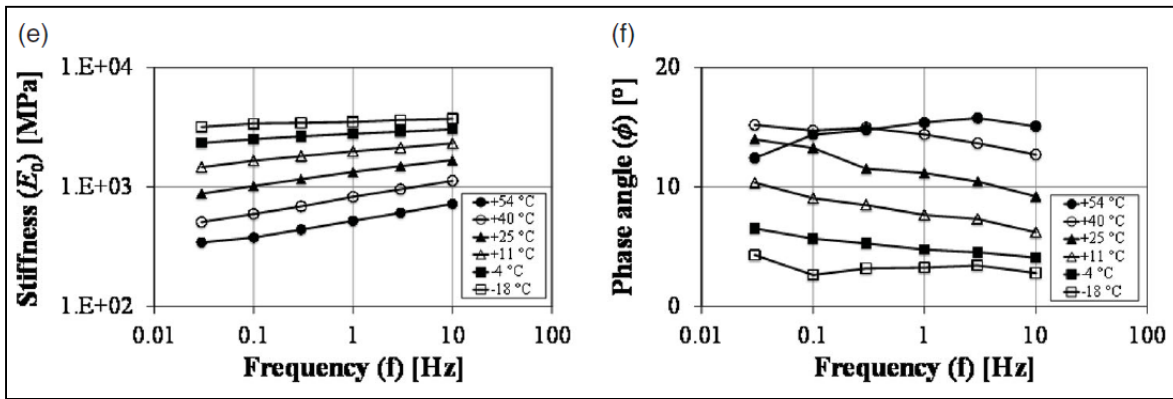 (e)
Stiffness (E₀) [MPa]
1.E+04
1.E+03
1.E+02
0.01 0.1 1 10 100
Frequency (f) [Hz]
+54 °C
+40 °C
+25 °C
+11 °C
-4 °C
-18 °C
(f)
Phase angle (ϕ) [º]
20
10
0
0.01 0.1 1 10 100
Frequency (f) [Hz]
+54 °C
+40 °C
+25 °C
+11 °C
-4 °C
-18 °C